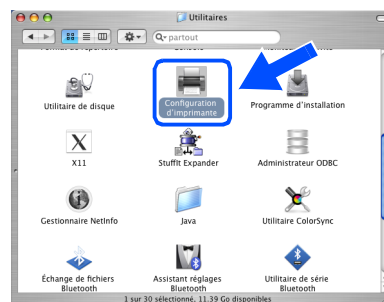 Utilitaires
partout
Utilitaire de disque
Configuration
d'imprimante
Programme d'installation
X11
StuffIt Expander
Administrateur ODBC
Gestionnaire NetInfo
Java
Utilitaire ColorSync
Échange de fichiers
Bluetooth
Assistant réglages
Bluetooth
Utilitaire de série
Bluetooth
1 sur 30 sélectionné, 11.39 Go disponibles